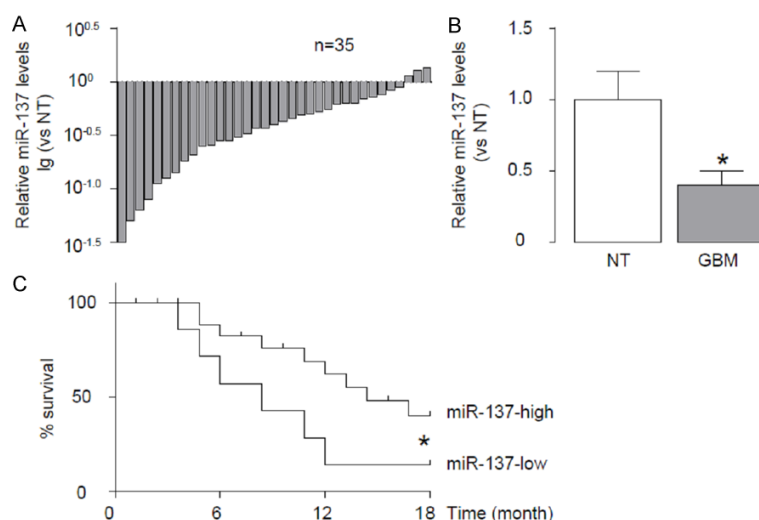 A
Relative miR-137 levels
lg (vs NT)
10^0.5
10^0
10^-0.5
10^-1.0
10^-1.5
n=35
B
Relative miR-137 levels
(vs NT)
1.5
1.0
0.5
0
*
NT
GBM
C
% survival
100
50
0
miR-137-high
*
miR-137-low
0
6
12
18
Time (month)